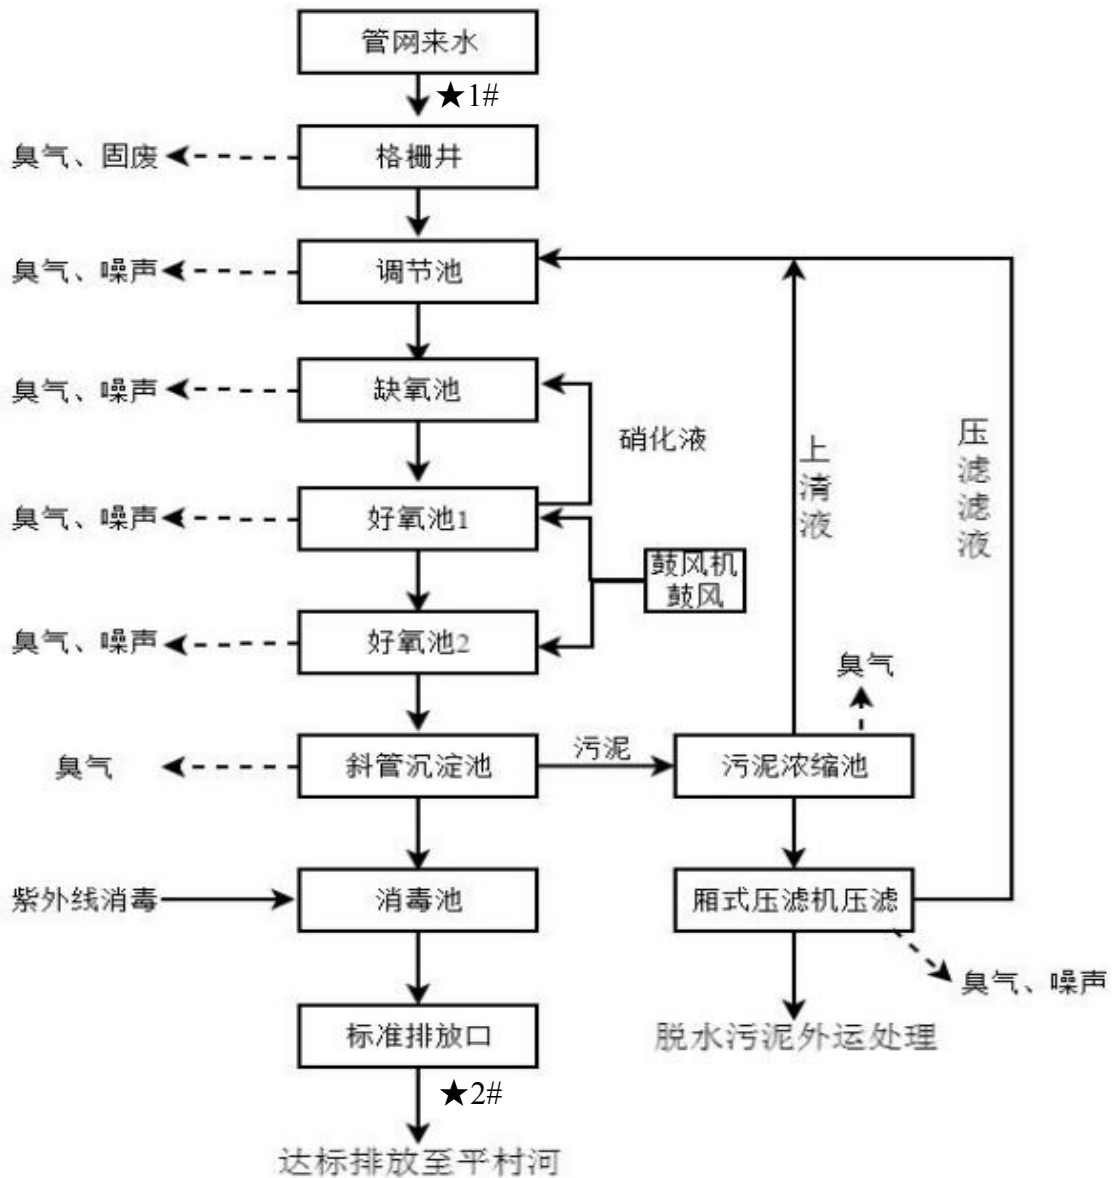 管网来水
★1#
臭气、固废
格栅井
臭气、噪声
调节池
臭气、噪声
缺氧池
硝化液
上清液
压滤滤液
臭气、噪声
好氧池1
鼓风机
鼓风
臭气、噪声
好氧池2
臭气
臭气
斜管沉淀池
污泥
污泥浓缩池
紫外线消毒
消毒池
厢式压滤机压滤
臭气、噪声
标准排放口
脱水污泥外运处理
★2#
达标排放至平村河